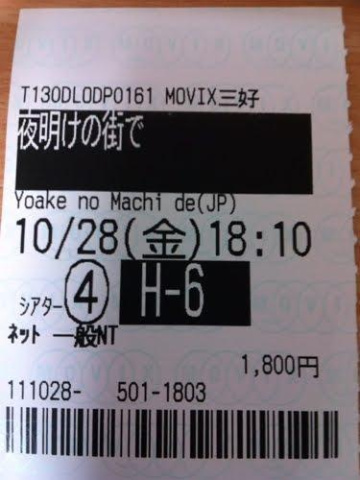 T130DLODP0161 MOVIX三好
夜明けの街で
Yoake no Machi de(JP)
10/28(金)18:10
シアター④ H-6
ネット 一般NT
1,800円
111028- 501-1803